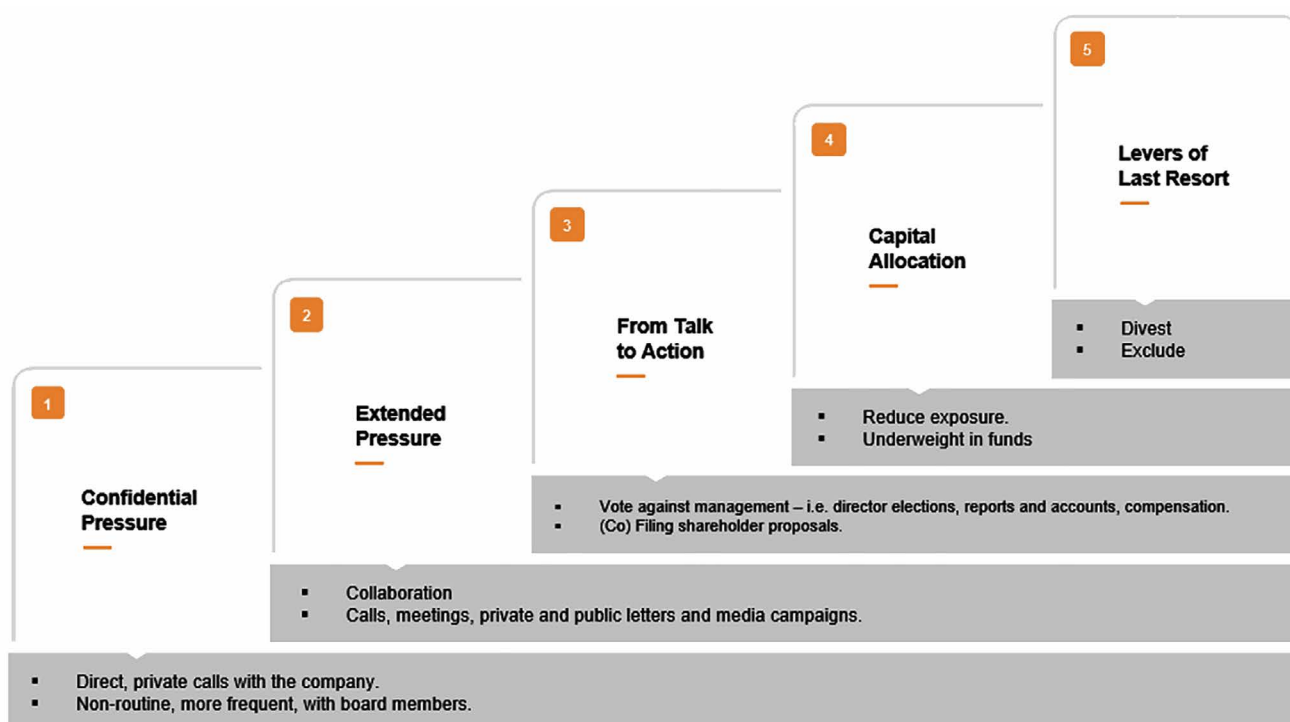 1
Confidential
Pressure
▪ Direct, private calls with the company.
▪ Non-routine, more frequent, with board members.
2
Extended
Pressure
▪ Collaboration
▪ Calls, meetings, private and public letters and media campaigns.
3
From Talk
to Action
▪ Vote against management – i.e. director elections, reports and accounts, compensation.
▪ (Co) Filing shareholder proposals.
4
Capital
Allocation
▪ Reduce exposure.
▪ Underweight in funds
5
Levers of
Last Resort
▪ Divest
▪ Exclude